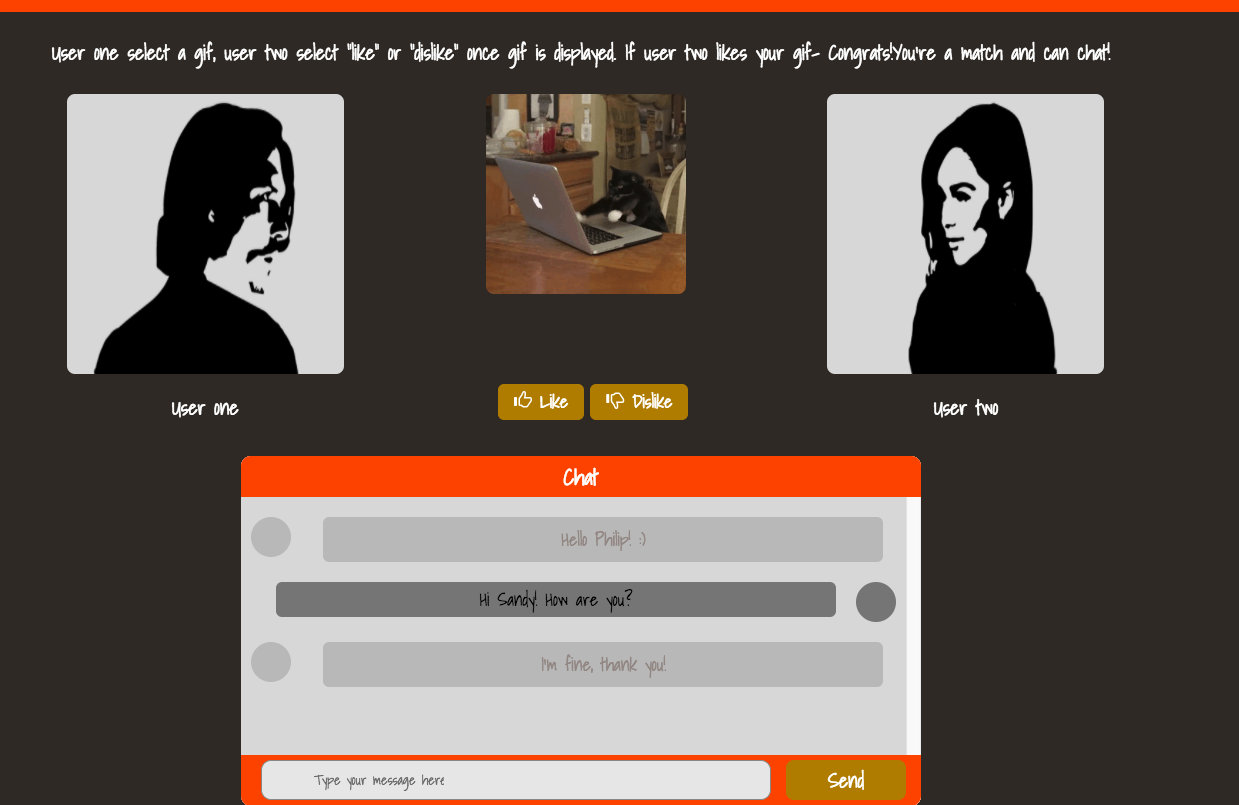 User one select a gif, user two select "like" or "dislike" once gif is displayed. If user two likes your gif- Congrats!You're a match and can chat!
Like Dislike
User one
User two
Chat
Hello Philip! :)
Hi Sandy! How are you?
I'm fine, thank you!
Type your message here
Send